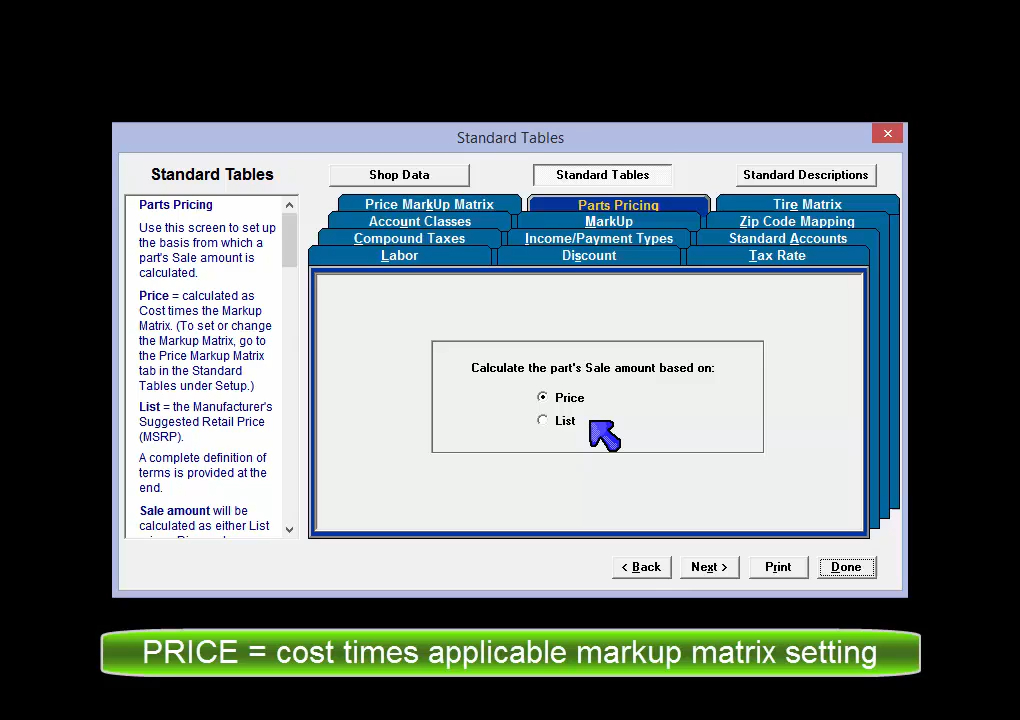 Standard Tables
Standard Tables
Shop Data
Standard Tables
Standard Descriptions
Price MarkUp Matrix
Parts Pricing
Tire Matrix
Account Classes
MarkUp
Zip Code Mapping
Compound Taxes
Income/Payment Types
Standard Accounts
Labor
Discount
Tax Rate
Parts Pricing
Use this screen to set up
the basis from which a
part's Sale amount is
calculated.
Price = calculated as
Cost times the Markup
Matrix. (To set or change
the Markup Matrix, go to
the Price Markup Matrix
tab in the Standard
Tables under Setup.)
List = the Manufacturer's
Suggested Retail Price
(MSRP).
A complete definition of
terms is provided at the
end.
Sale amount will be
calculated as either List
Calculate the part's Sale amount based on:
Price
List
< Back
Next >
Print
Done
PRICE = cost times applicable markup matrix setting